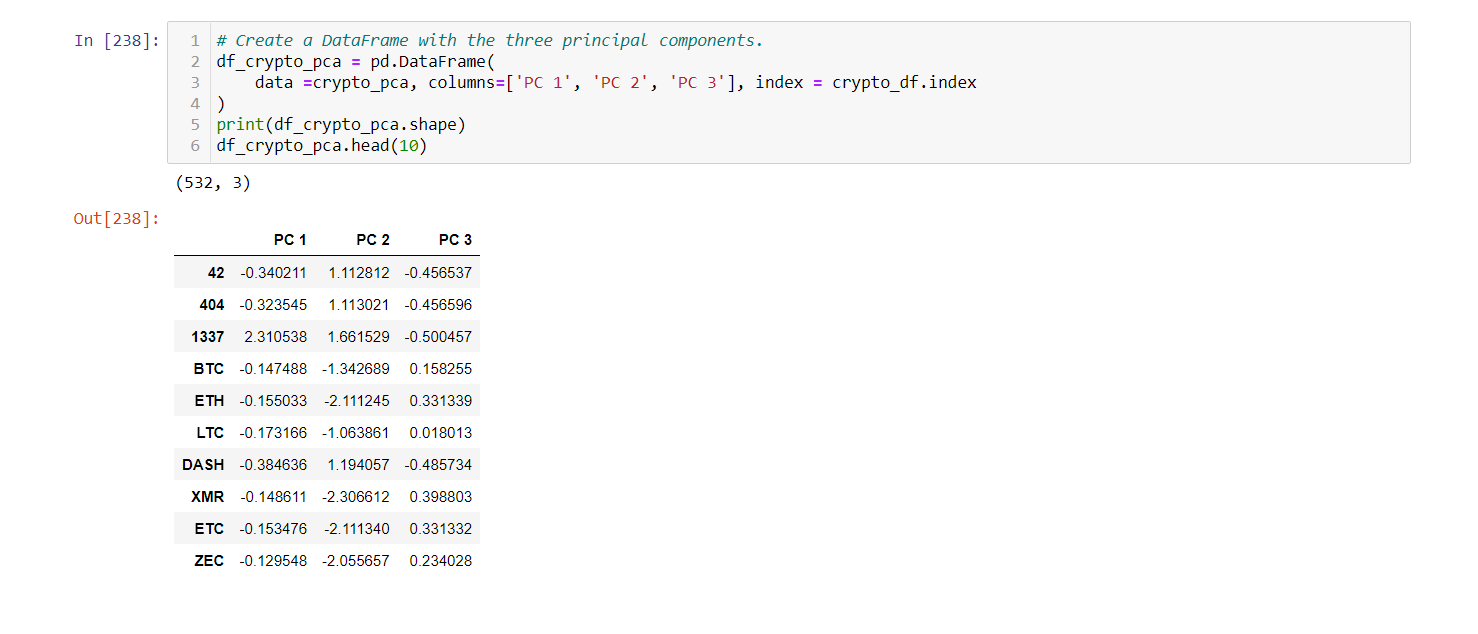 In [238]:
1 # Create a DataFrame with the three principal components.
2 df_crypto_pca = pd.DataFrame(
3     data =crypto_pca, columns=['PC 1', 'PC 2', 'PC 3'], index = crypto_df.index
4 )
5 print(df_crypto_pca.shape)
6 df_crypto_pca.head(10)
(532, 3)
Out[238]:
PC 1 PC 2 PC 3
42 -0.340211 1.112812 -0.456537
404 -0.323545 1.113021 -0.456596
1337 2.310538 1.661529 -0.500457
BTC -0.147488 -1.342689 0.158255
ETH -0.155033 -2.111245 0.331339
LTC -0.173166 -1.063861 0.018013
DASH -0.384636 1.194057 -0.485734
XMR -0.148611 -2.306612 0.398803
ETC -0.153476 -2.111340 0.331332
ZEC -0.129548 -2.055657 0.234028